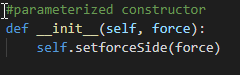 #parameterized constructor
def __init__(self, force):
    self.setforceSide(force)